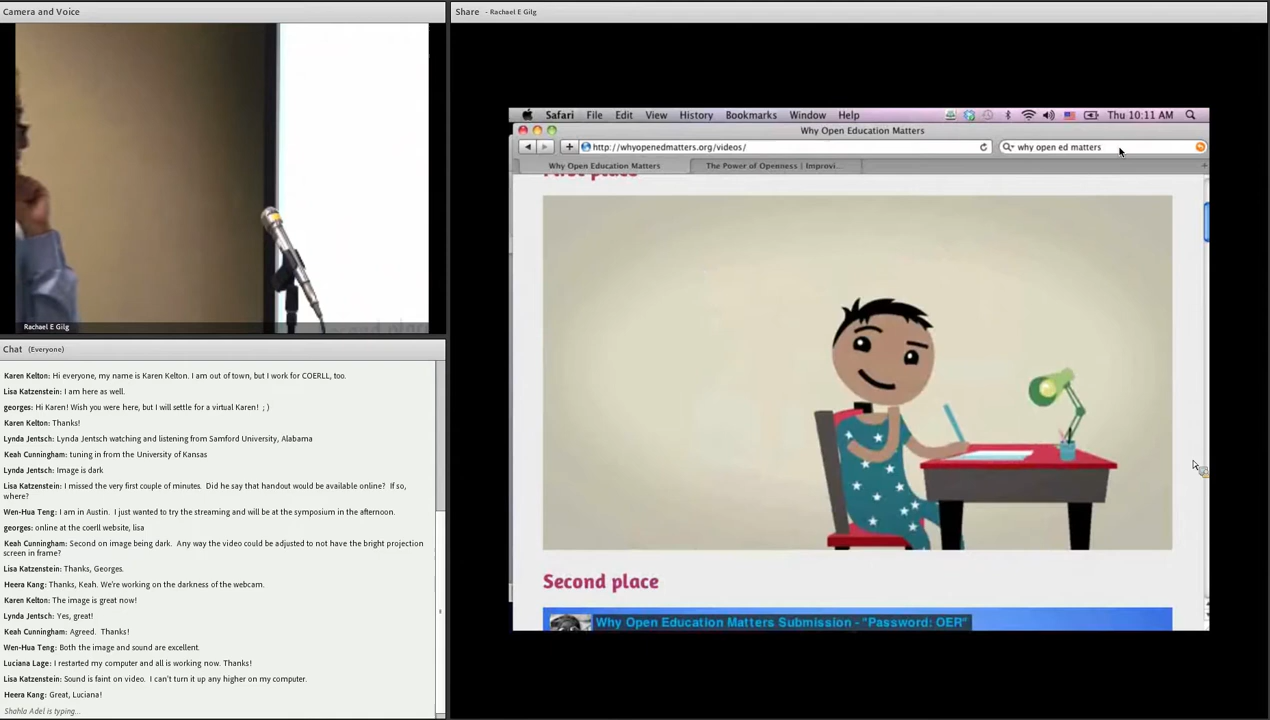 Camera and Voice
Rachael E Gilg
Chat (Everyone)
Karen Kelton: Hi everyone, my name is Karen Kelton. I am out of town, but I work for COERLL, too.
Lisa Katzenstein: I am here as well.
georges: Hi Karen! Wish you were here, but I will settle for a virtual Karen! ; )
Karen Kelton: Thanks!
Lynda Jentsch: Lynda Jentsch watching and listening from Samford University, Alabama
Keah Cunningham: tuning in from the University of Kansas
Lynda Jentsch: Image is dark
Lisa Katzenstein: I missed the very first couple of minutes. Did he say that handout would be available online? If so,
where?
Wen-Hua Teng: I am in Austin. I just wanted to try the streaming and will be at the symposium in the afternoon.
georges: online at the coerll website, lisa
Keah Cunningham: Second on image being dark. Any way the video could be adjusted to not have the bright projection
screen in frame?
Lisa Katzenstein: Thanks, Georges.
Heera Kang: Thanks, Keah. We're working on the darkness of the webcam.
Karen Kelton: The image is great now!
Lynda Jentsch: Yes, great!
Keah Cunningham: Agreed. Thanks!
Wen-Hua Teng: Both the image and sound are excellent.
Luciana Lage: I restarted my computer and all is working now. Thanks!
Lisa Katzenstein: Sound is faint on video. I can't turn it up any higher on my computer.
Heera Kang: Great, Luciana!
Shahla Adel is typing...
Share - Rachael E Gilg
Safari File Edit View History Bookmarks Window Help Thu 10:11 AM
Why Open Education Matters
http://whyopenedmatters.org/videos/ why open ed matters
Why Open Education Matters The Power of Openness | Improvi...
First place
Second place
Why Open Education Matters Submission - "Password: OER"